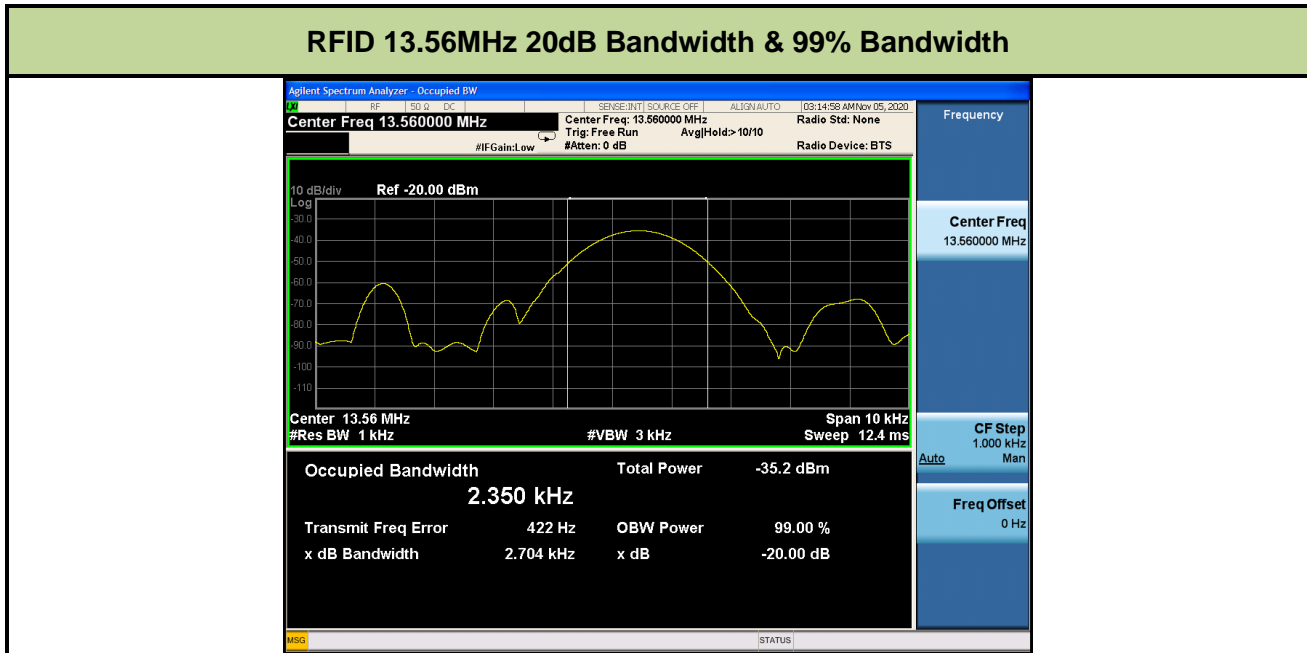 RFID 13.56MHz 20dB Bandwidth & 99% Bandwidth
Agilent Spectrum Analyzer - Occupied BW
LXI RF 50 Ω DC SENSE:INT SOURCE OFF ALIGN AUTO 03:14:58 AM Nov 05, 2020
Center Freq 13.560000 MHz
Center Freq: 13.560000 MHz
Radio Std: None
Trig: Free Run Avg|Hold:>10/10
#IFGain:Low
#Atten: 0 dB
Radio Device: BTS
Frequency
10 dB/div Ref -20.00 dBm
Log
-30.0
-40.0
-50.0
-60.0
-70.0
-80.0
-90.0
-100
-110
Center 13.56 MHz Span 10 kHz
#Res BW 1 kHz #VBW 3 kHz Sweep 12.4 ms
Occupied Bandwidth Total Power -35.2 dBm
2.350 kHz
Transmit Freq Error 422 Hz OBW Power 99.00 %
x dB Bandwidth 2.704 kHz x dB -20.00 dB
Center Freq
13.560000 MHz
CF Step
1.000 kHz
Auto Man
Freq Offset
0 Hz
MSG STATUS